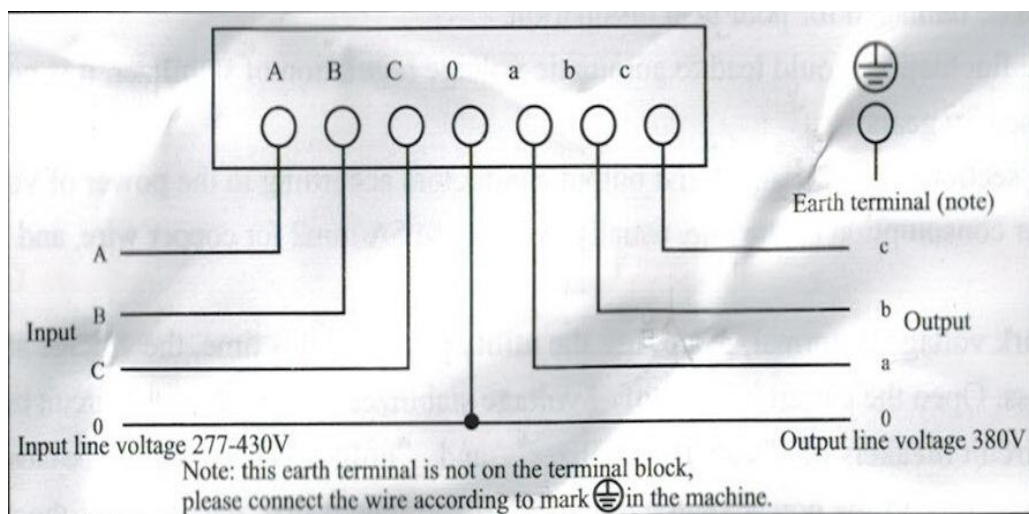 A B C 0 a b c
Earth terminal (note)
A
c
B
b
Input
Output
C
a
0
0
Input line voltage 277-430V
Output line voltage 380V
Note: this earth terminal is not on the terminal block,
please connect the wire according to mark in the machine.